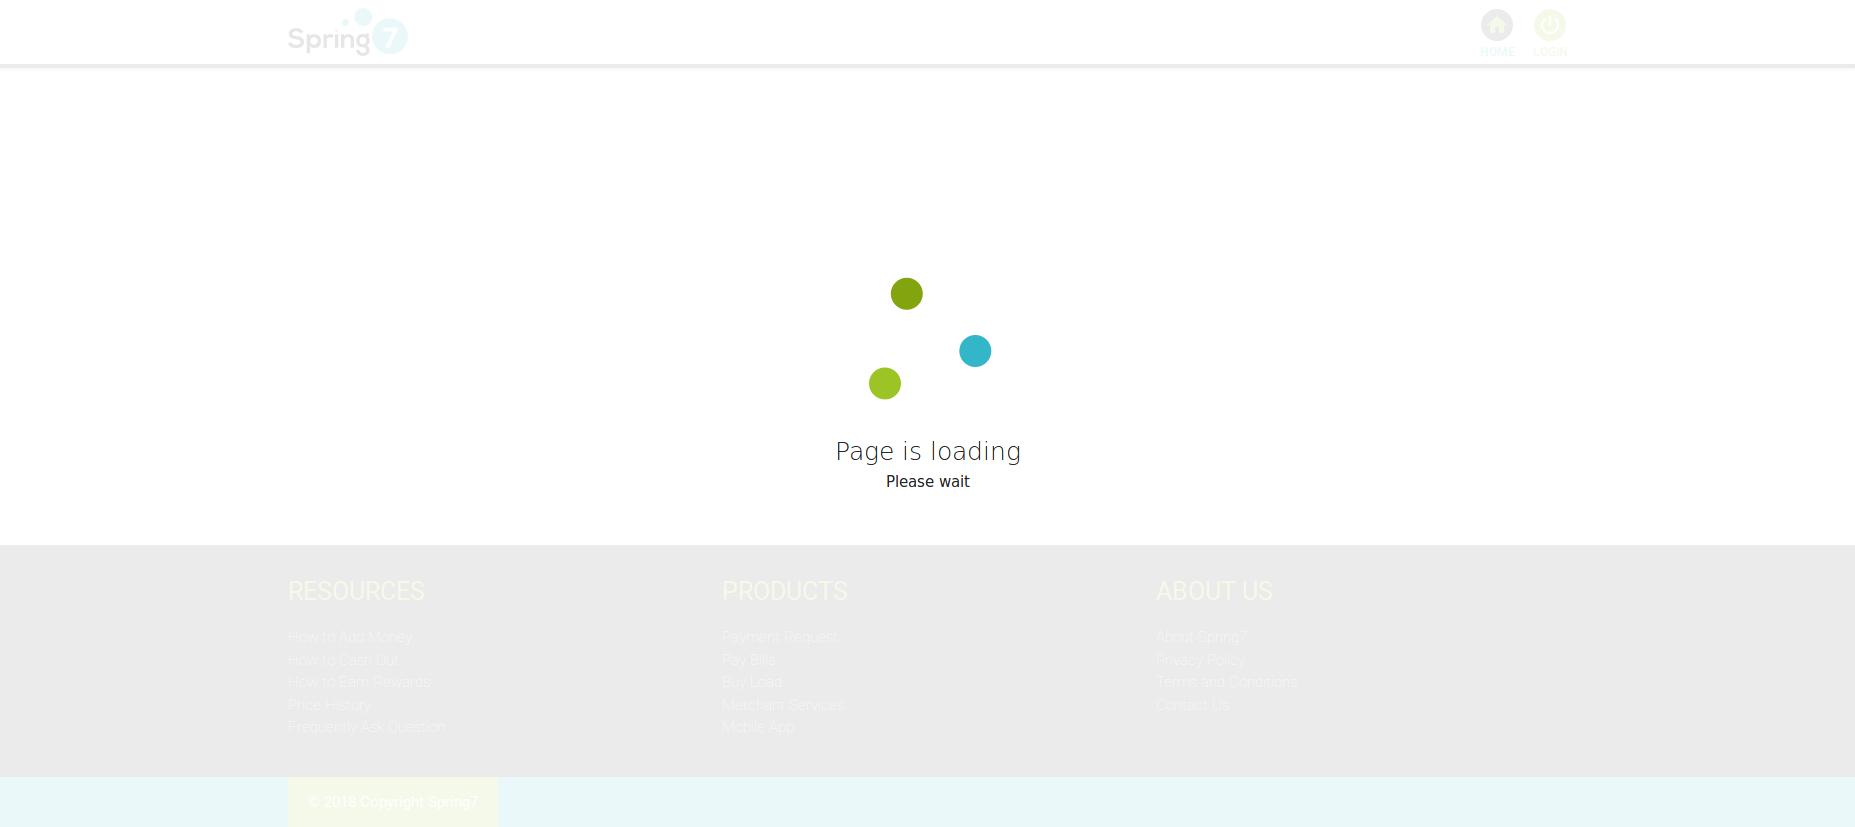 Spring7
HOME
LOGIN
Page is loading
Please wait
RESOURCES
How to Add Money
How to Cash Out
How to Earn Rewards
Price History
Frequently Ask Question
PRODUCTS
Payment Request
Pay Bills
Buy Load
Merchant Services
Mobile App
ABOUT US
About Spring7
Privacy Policy
Terms and Conditions
Contact Us
© 2018 Copyright Spring7